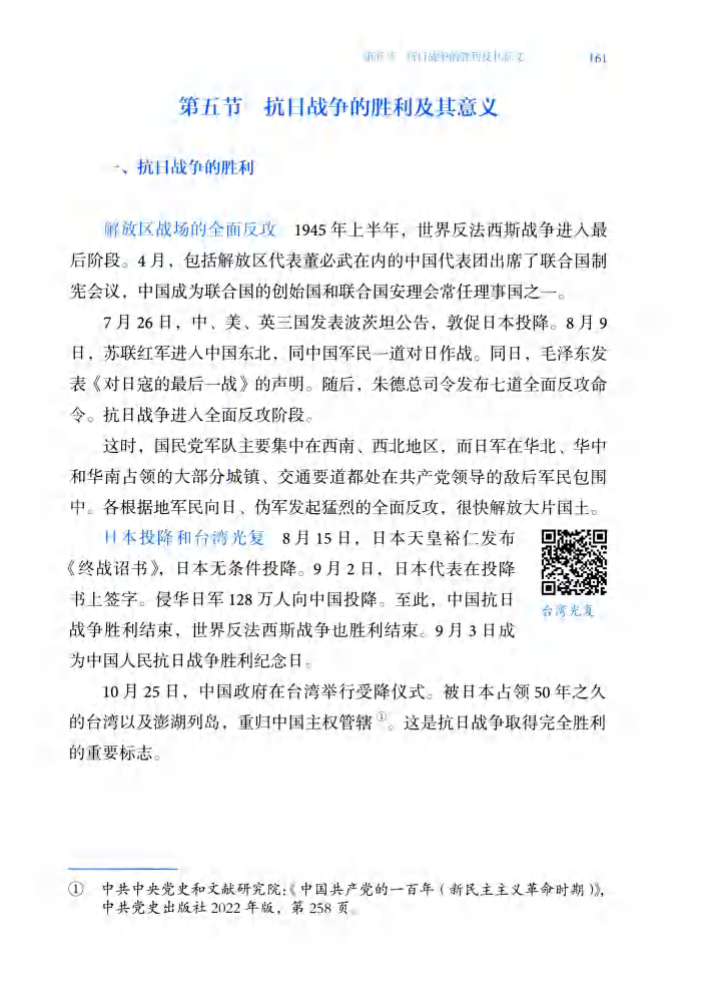 第五节 抗日战争的胜利及其意义 161
第五节 抗日战争的胜利及其意义
一、抗日战争的胜利
解放区战场的全面反攻 1945 年上半年，世界反法西斯战争进入最
后阶段。4 月，包括解放区代表董必武在内的中国代表团出席了联合国制
宪会议，中国成为联合国的创始国和联合国安理会常任理事国之一。
7 月 26 日，中、美、英三国发表波茨坦公告，敦促日本投降。8 月 9
日，苏联红军进入中国东北，同中国军民一道对日作战。同日，毛泽东发
表《对日寇的最后一战》的声明。随后，朱德总司令发布七道全面反攻命
令。抗日战争进入全面反攻阶段。
这时，国民党军队主要集中在西南、西北地区，而日军在华北、华中
和华南占领的大部分城镇、交通要道都处在共产党领导的敌后军民包围
中。各根据地军民向日、伪军发起猛烈的全面反攻，很快解放大片国土。
日本投降和台湾光复 8 月 15 日，日本天皇裕仁发布
《终战诏书》，日本无条件投降。9 月 2 日，日本代表在投降
书上签字。侵华日军 128 万人向中国投降。至此，中国抗日
战争胜利结束，世界反法西斯战争也胜利结束。9 月 3 日成
为中国人民抗日战争胜利纪念日。
台湾光复
10 月 25 日，中国政府在台湾举行受降仪式。被日本占领 50 年之久
的台湾以及澎湖列岛，重归中国主权管辖①。这是抗日战争取得完全胜利
的重要标志。
① 中共中央党史和文献研究院：《中国共产党的一百年（新民主主义革命时期）》，
中共党史出版社 2022 年版，第 258 页。